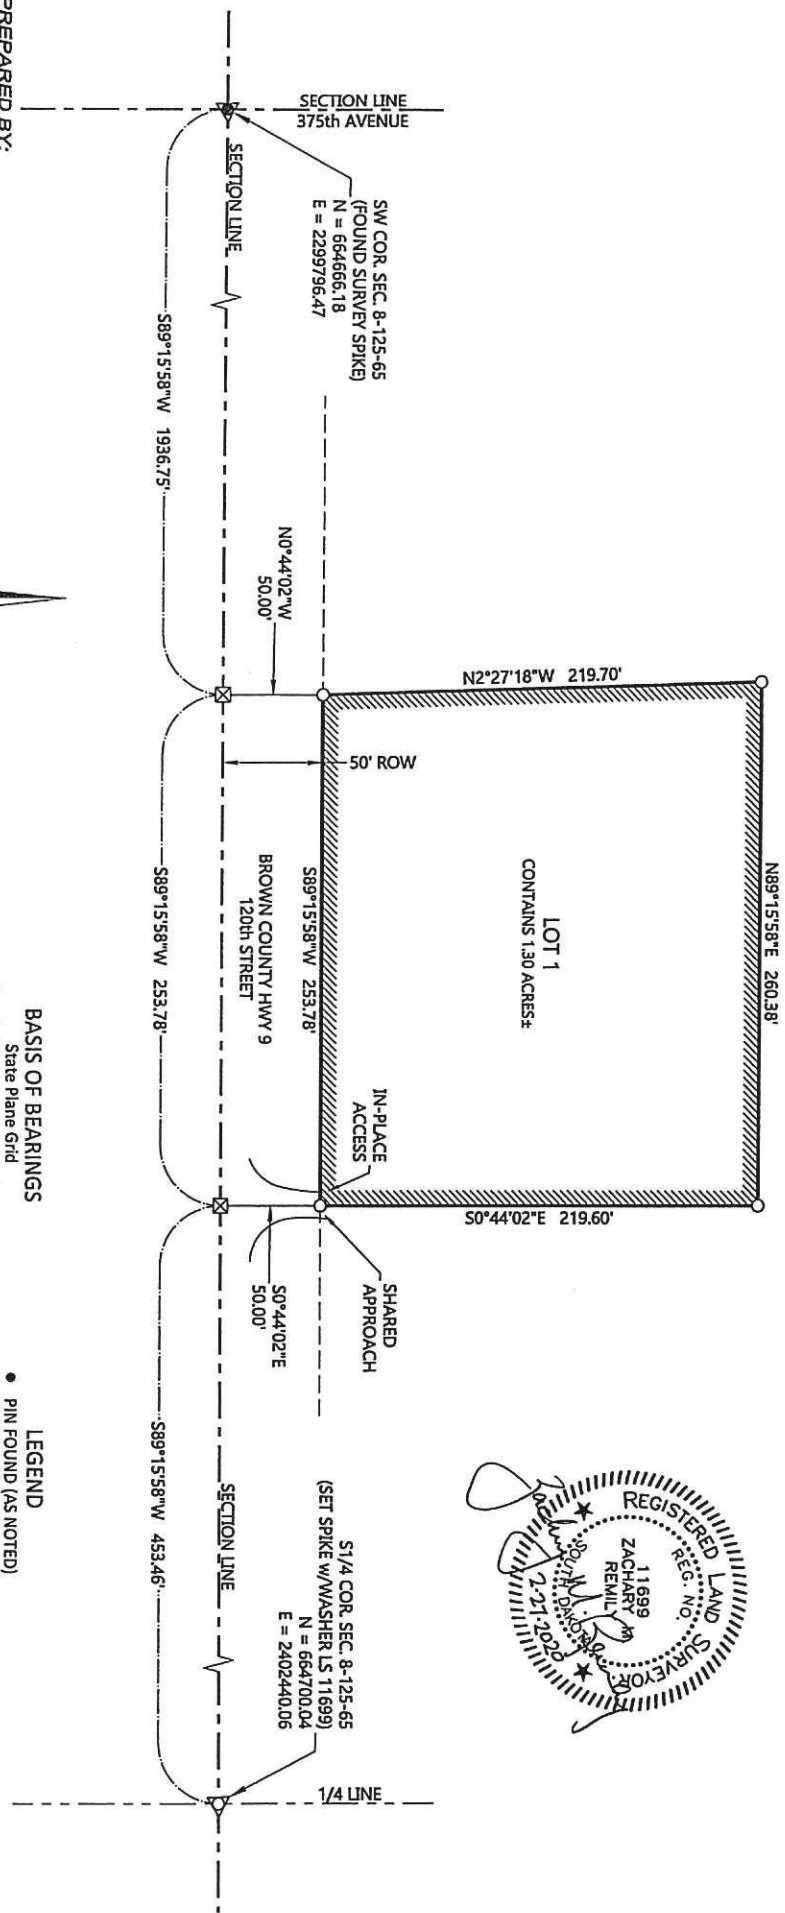 SECTION LINE
375th AVENUE
SECTION LINE
SW COR. SEC. 8-125-65
(FOUND SURVEY SPIKE)
N = 664666.18
E = 2299796.47
S89°15'58"W 1936.75'
N0°44'02"W
50.00'
N2°27'18"W 219.70'
N89°15'58"E 260.38'
LOT 1
CONTAINS 1.30 ACRES±
50' ROW
S89°15'58"W 253.78'
BROWN COUNTY HWY 9
120th STREET
S89°15'58"W 253.78'
IN-PLACE
ACCESS
S0°44'02"E 219.60'
SHARED
APPROACH
S0°44'02"E
50.00'
S89°15'58"W 453.46'
SECTION LINE
S1/4 COR. SEC. 8-125-65
(SET SPIKE w/WASHER LS 11699)
N = 664700.04
E = 2402440.06
1/4 LINE
REGISTERED LAND SURVEYOR
REG. NO.
11699
ZACHARY
REMILY
SOUTH DAKOTA
2-27-2020
PREPARED BY:
BASIS OF BEARINGS
State Plane Grid
LEGEND
PIN FOUND (AS NOTED)